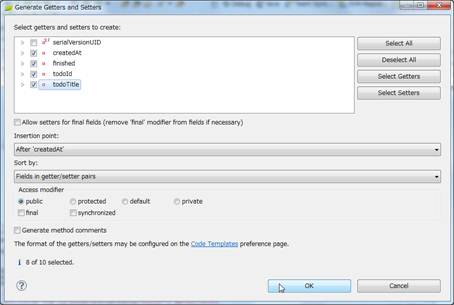 Generate Getters and Setters
Select getters and setters to create:
serialVersionUID
createdAt
finished
todoId
todoTitle
Select All
Deselect All
Select Getters
Select Setters
Allow setters for final fields (remove 'final' modifier from fields if necessary)
Insertion point:
After 'createdAt'
Sort by:
Fields in getter/setter pairs
Access modifier
public protected default private
final synchronized
Generate method comments
The format of the getters/setters may be configured on the Code Templates preference page.
i 8 of 10 selected.
? OK Cancel